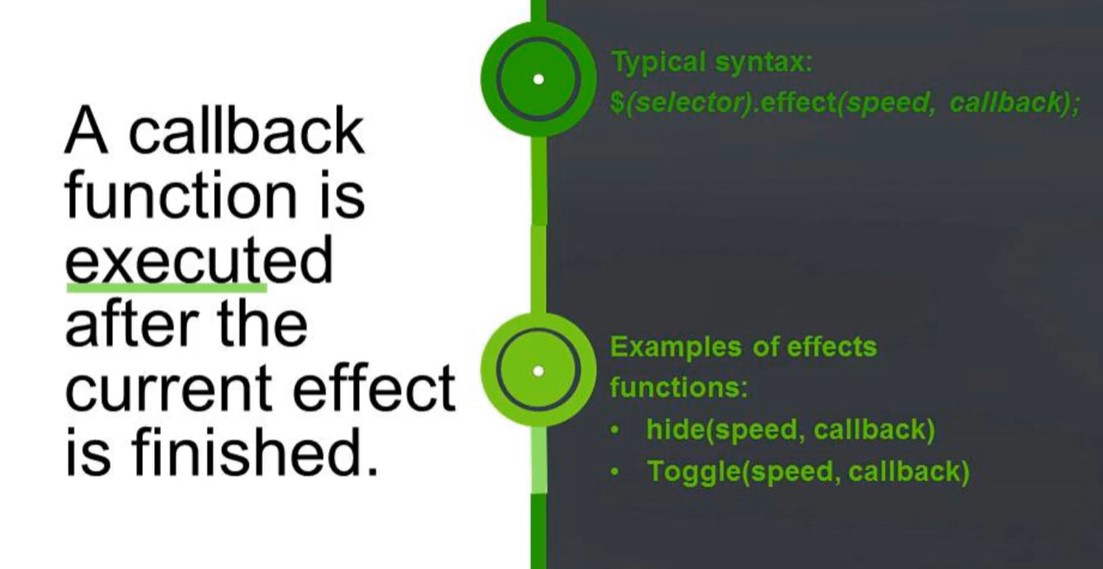 A callback
function is
executed
after the
current effect
is finished.
Typical syntax:
$(selector).effect(speed, callback);
Examples of effects
functions:
• hide(speed, callback)
• Toggle(speed, callback)